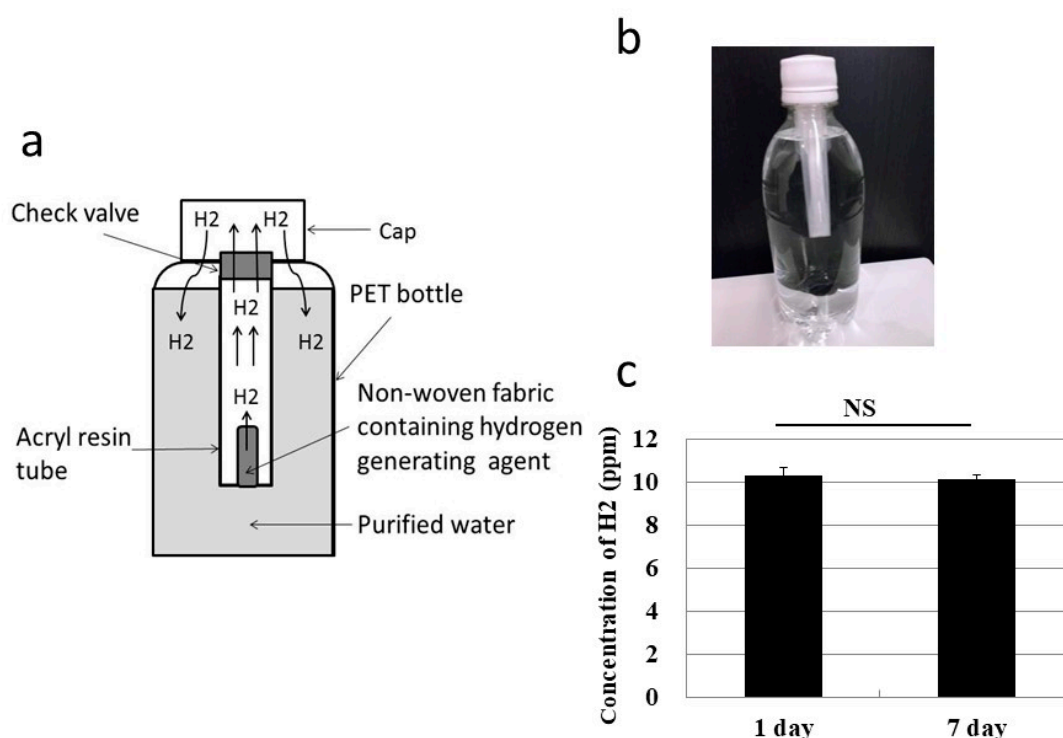 a
Check valve
H2
H2
Cap
H2
H2
H2
PET bottle
H2
Non-woven fabric
containing hydrogen
generating agent
Acryl resin
tube
Purified water
b
c
NS
Concentration of H2 (ppm)
12
10
8
6
4
2
0
1 day
7 day